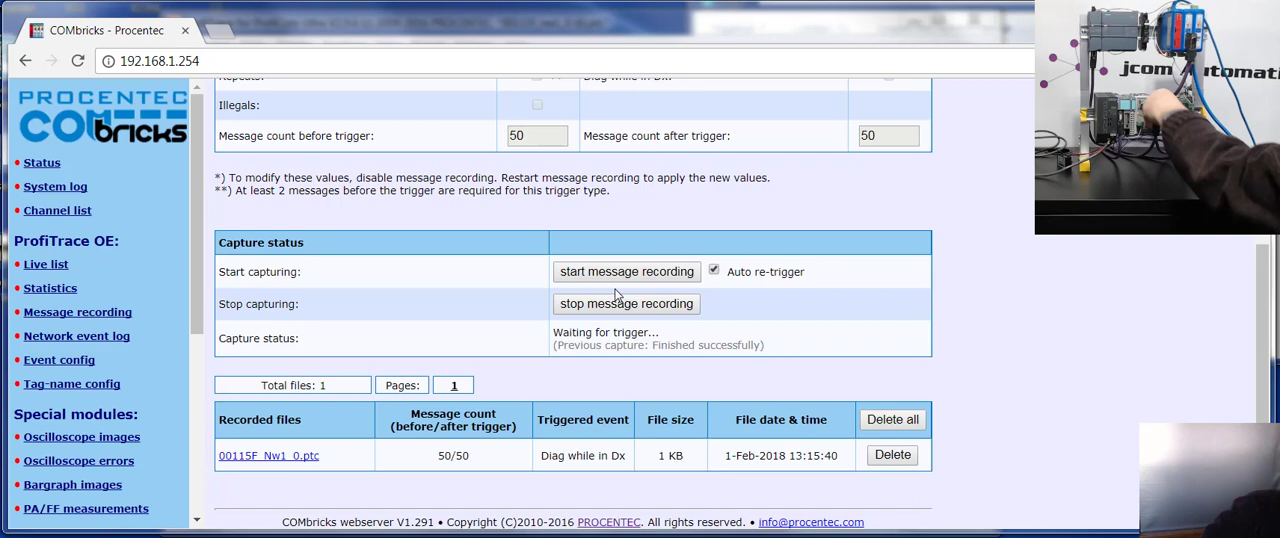 COMbricks - Procentec
192.168.1.254
PROCENTEC
COMbricks
Status
System log
Channel list
ProfiTrace OE:
Live list
Statistics
Message recording
Network event log
Event config
Tag-name config
Special modules:
Oscilloscope images
Oscilloscope errors
Bargraph images
PA/FF measurements
Repeats: Diag while in Dx:
Illegals:
Message count before trigger: 50 Message count after trigger: 50
*) To modify these values, disable message recording. Restart message recording to apply the new values.
**) At least 2 messages before the trigger are required for this trigger type.
Capture status
Start capturing: start message recording Auto re-trigger
Stop capturing: stop message recording
Capture status: Waiting for trigger...
(Previous capture: Finished successfully)
Total files: 1 Pages: 1
Recorded files Message count (before/after trigger) Triggered event File size File date & time Delete all
00115F_Nw1_0.ptc 50/50 Diag while in Dx 1 KB 1-Feb-2018 13:15:40 Delete
COMbricks webserver V1.291 • Copyright (C)2010-2016 PROCENTEC. All rights reserved. • info@procentec.com
jcom automati